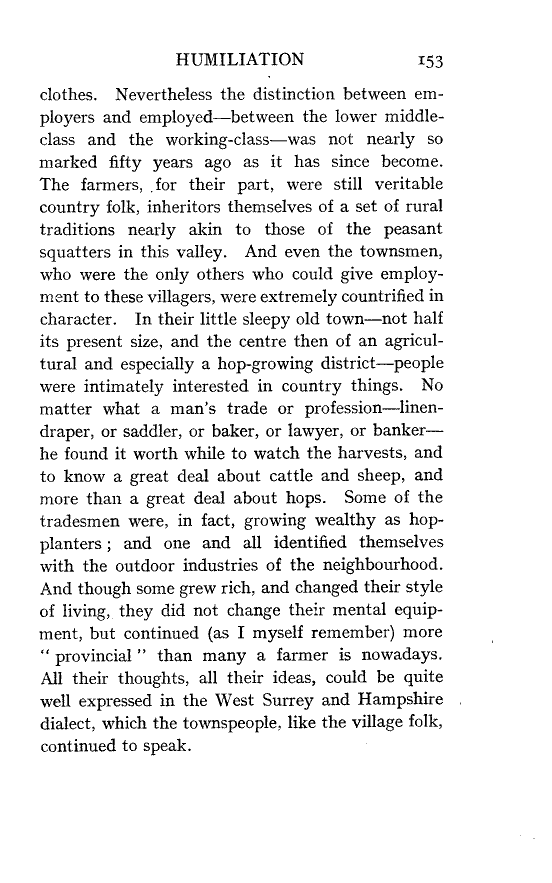 HUMILIATION 153
clothes. Nevertheless the distinction between em-
ployers and employed—between the lower middle-
class and the working-class—was not nearly so
marked fifty years ago as it has since become.
The farmers, for their part, were still veritable
country folk, inheritors themselves of a set of rural
traditions nearly akin to those of the peasant
squatters in this valley. And even the townsmen,
who were the only others who could give employ-
ment to these villagers, were extremely countrified in
character. In their little sleepy old town—not half
its present size, and the centre then of an agricul-
tural and especially a hop-growing district—people
were intimately interested in country things. No
matter what a man's trade or profession—linen-
draper, or saddler, or baker, or lawyer, or banker—
he found it worth while to watch the harvests, and
to know a great deal about cattle and sheep, and
more than a great deal about hops. Some of the
tradesmen were, in fact, growing wealthy as hop-
planters ; and one and all identified themselves
with the outdoor industries of the neighbourhood.
And though some grew rich, and changed their style
of living, they did not change their mental equip-
ment, but continued (as I myself remember) more
" provincial " than many a farmer is nowadays.
All their thoughts, all their ideas, could be quite
well expressed in the West Surrey and Hampshire
dialect, which the townspeople, like the village folk,
continued to speak.